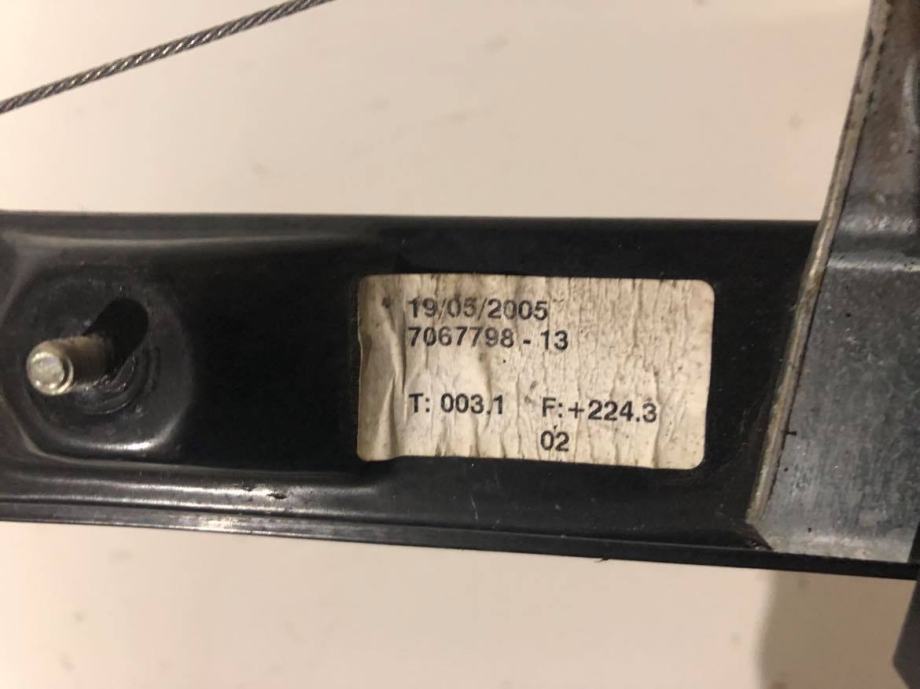 19/05/2005
7067798 - 13
T: 003.1 F: +224.3
02